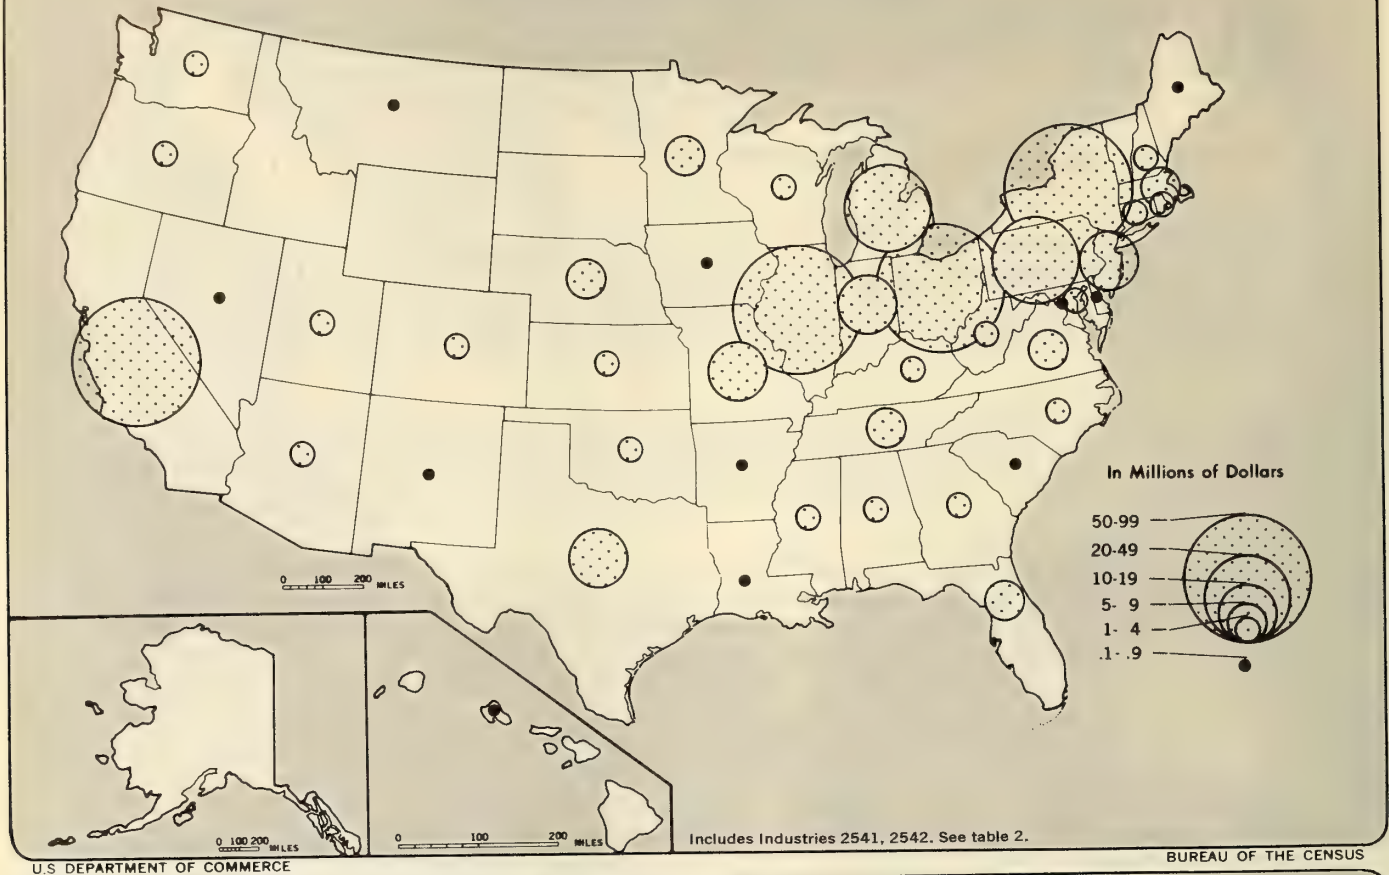 In Millions of Dollars
50-99
20-49
10-19
5- 9
1- 4
.1- .9
0 100 200 MILES
0 100 200 MILES
0 100 200 MILES
Includes Industries 2541, 2542. See table 2.
U.S DEPARTMENT OF COMMERCE
BUREAU OF THE CENSUS